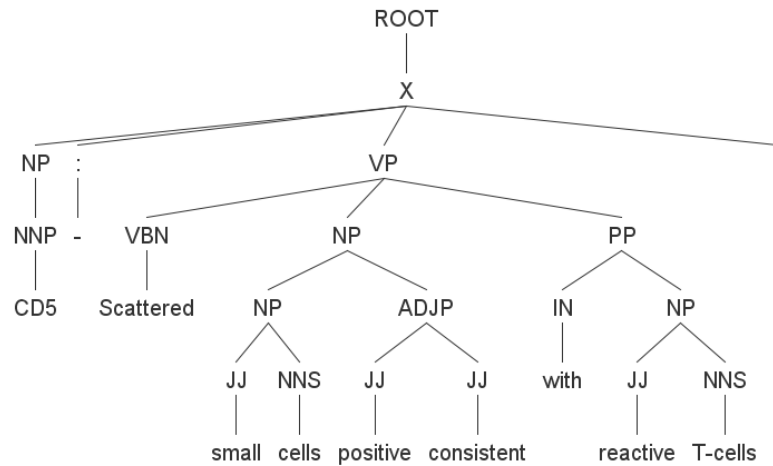 ROOT
X
NP : VP
NNP - VBN NP PP
CD5 Scattered NP ADJP IN NP
JJ NNS JJ JJ with JJ NNS
small cells positive consistent reactive T-cells